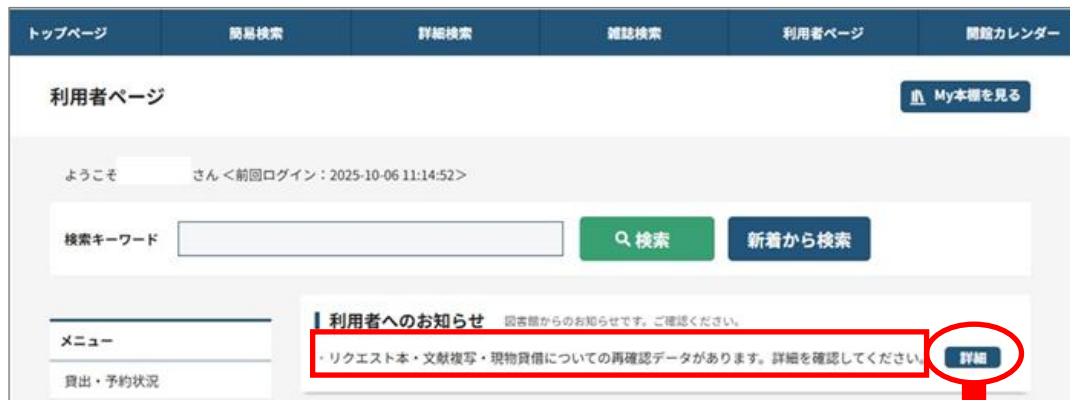 トップページ 簡易検索 詳細検索 雑誌検索 利用者ページ 開館カレンダー
利用者ページ
My本棚を見る
ようこそ さん <前回ログイン：2025-10-06 11:14:52>
検索キーワード 検索 新着から検索
利用者へのお知らせ 図書館からのお知らせです。ご確認ください。
メニュー
・リクエスト本・文献複写・現物貸借についての再確認データがあります。詳細を確認してください。 詳細
貸出・予約状況